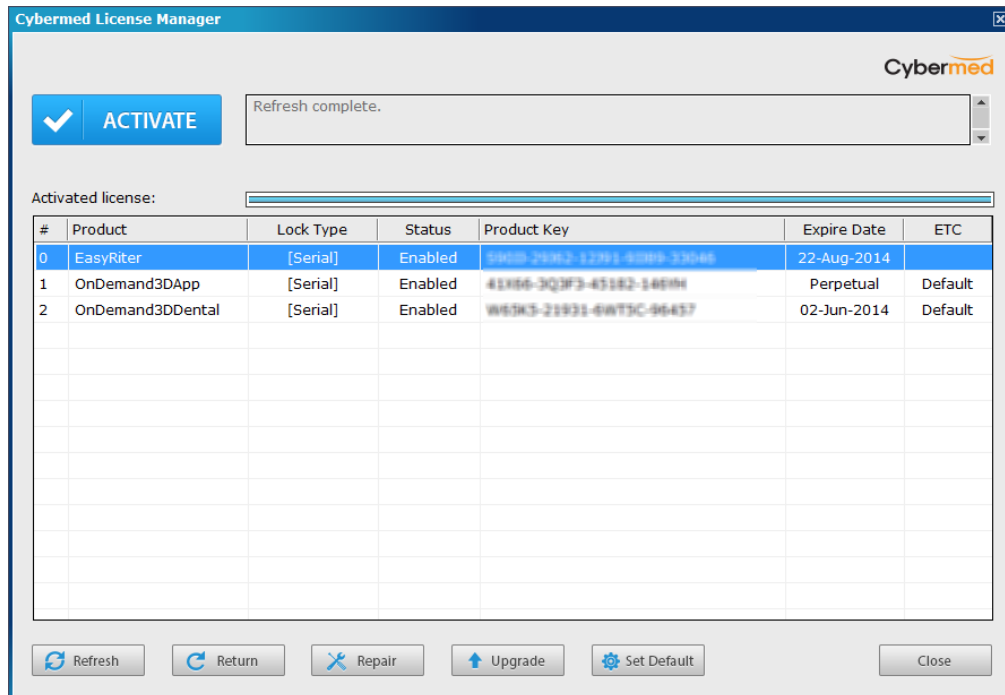 Cybermed License Manager
Cybermed
ACTIVATE
Refresh complete.
Activated license:
# Product Lock Type Status Product Key Expire Date ETC
0 EasyRiter [Serial] Enabled 22-Aug-2014
1 OnDemand3DApp [Serial] Enabled Perpetual Default
2 OnDemand3DDental [Serial] Enabled 02-Jun-2014 Default
Refresh Return Repair Upgrade Set Default Close